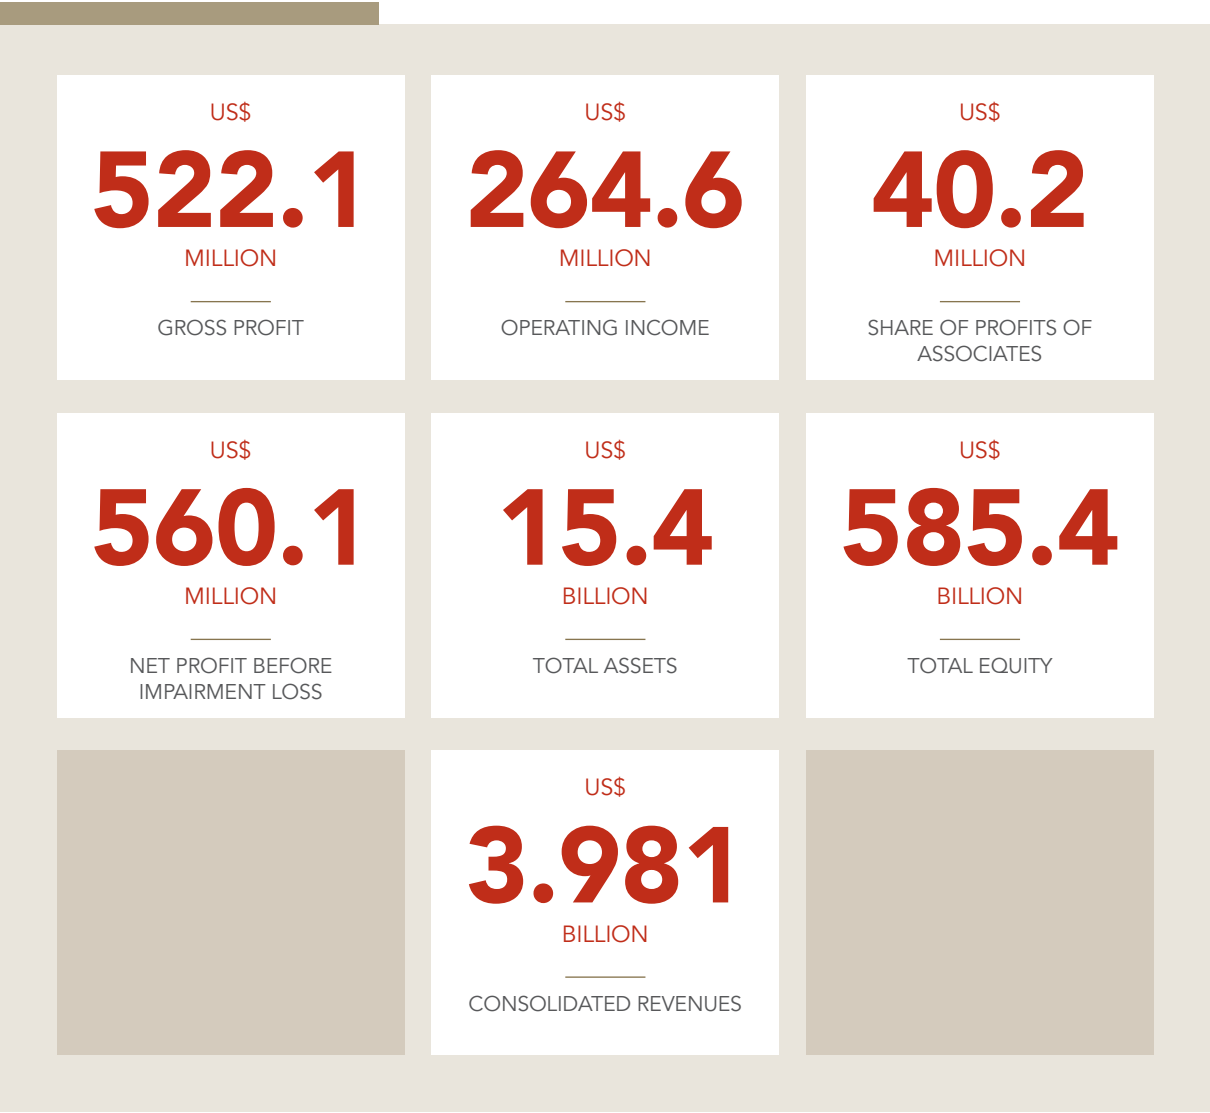 US$
522.1
MILLION
GROSS PROFIT
US$
264.6
MILLION
OPERATING INCOME
US$
40.2
MILLION
SHARE OF PROFITS OF
ASSOCIATES
US$
560.1
MILLION
NET PROFIT BEFORE
IMPAIRMENT LOSS
US$
15.4
BILLION
TOTAL ASSETS
US$
585.4
BILLION
TOTAL EQUITY
US$
3.981
BILLION
CONSOLIDATED REVENUES